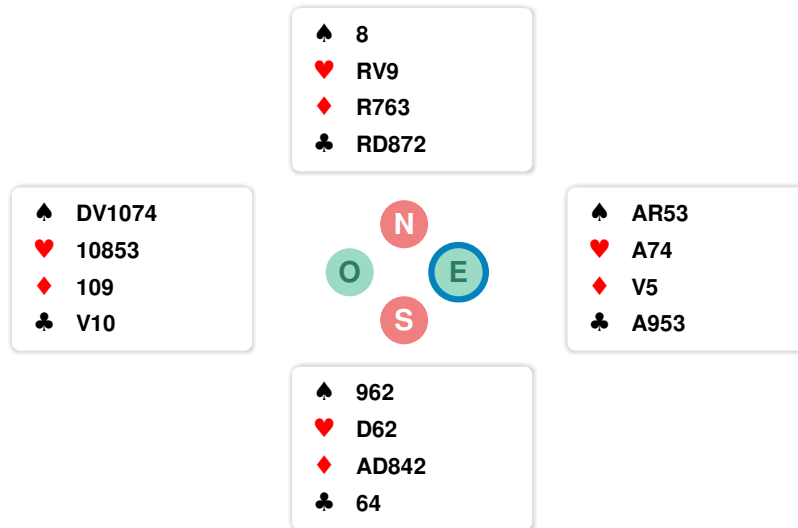 ♠ 8
♥ RV9
♦ R763
♣ RD872
♠ DV1074
♥ 10853
♦ 109
♣ V10
N
O
E
S
♠ AR53
♥ A74
♦ V5
♣ A953
♠ 962
♥ D62
♦ AD842
♣ 64